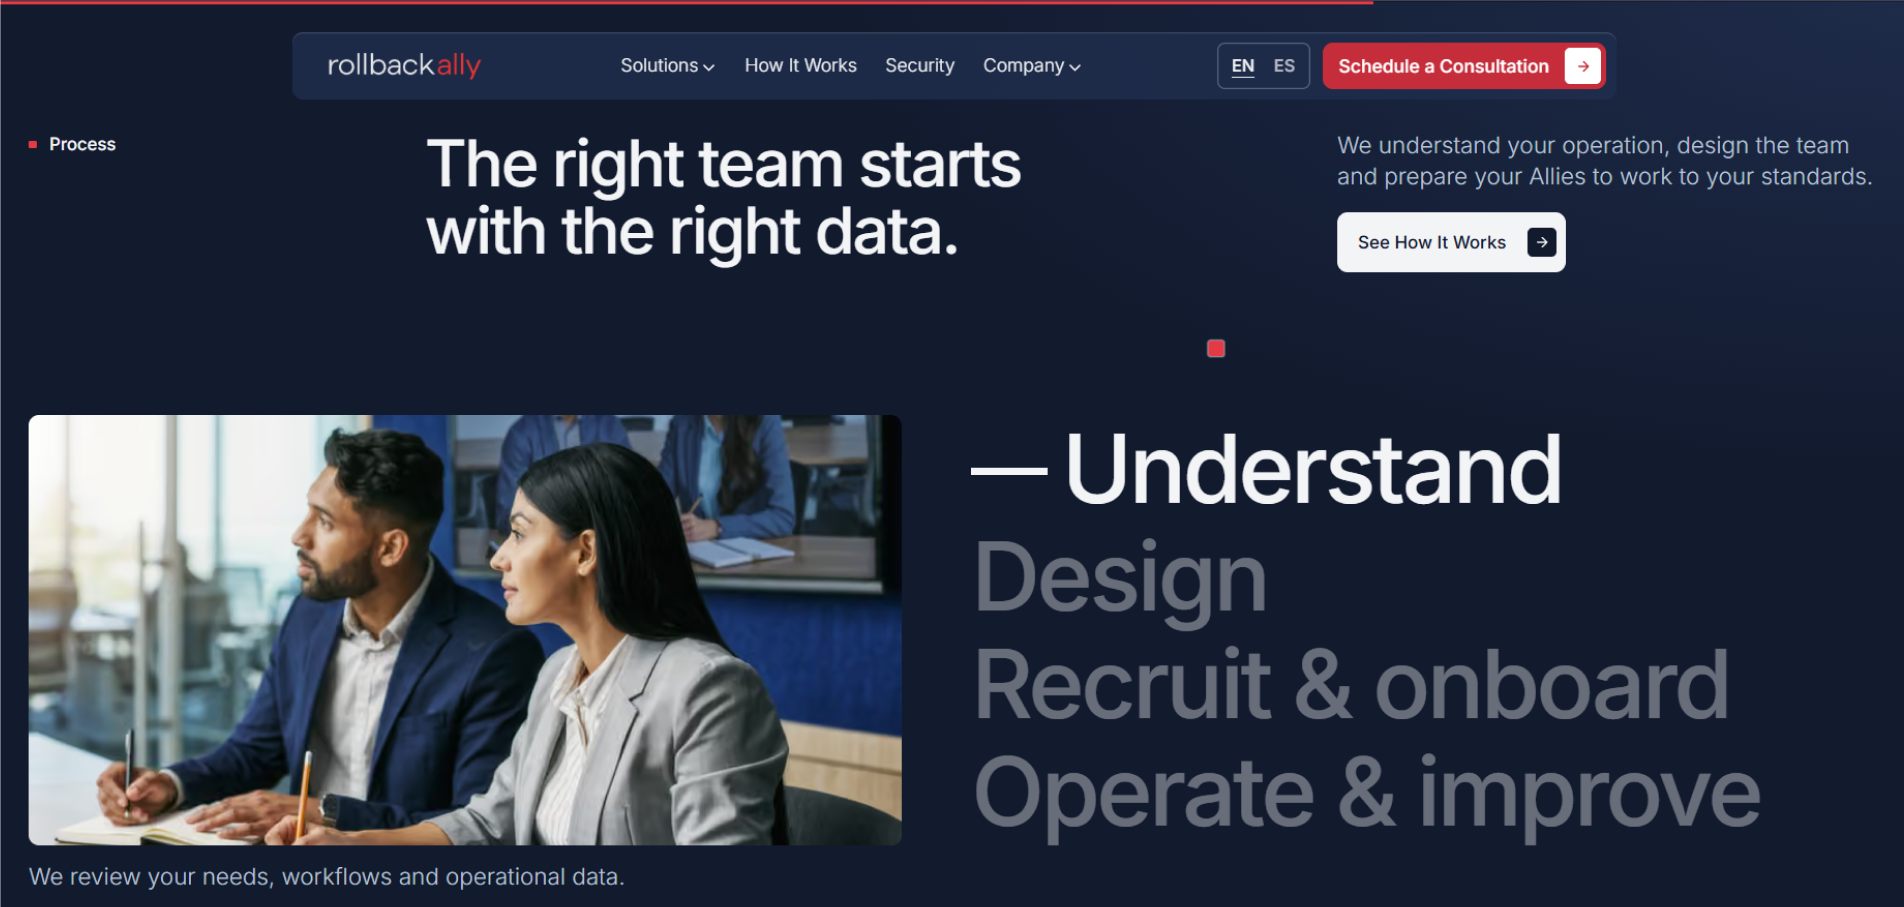 rollbackally
Solutions
How It Works
Security
Company
EN ES
Schedule a Consultation
Process
The right team starts
with the right data.
We understand your operation, design the team
and prepare your Allies to work to your standards.
See How It Works
— Understand
Design
Recruit & onboard
Operate & improve
We review your needs, workflows and operational data.